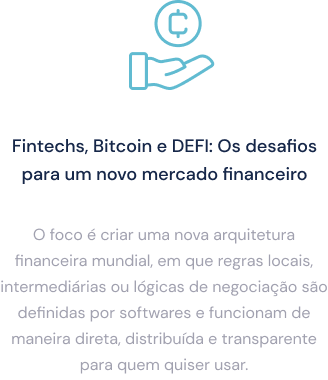 Fintechs, Bitcoin e DEFI: Os desafios
para um novo mercado financeiro
O foco é criar uma nova arquitetura
financeira mundial, em que regras locais,
intermediárias ou lógicas de negociação são
definidas por softwares e funcionam de
maneira direta, distribuída e transparente
para quem quiser usar.